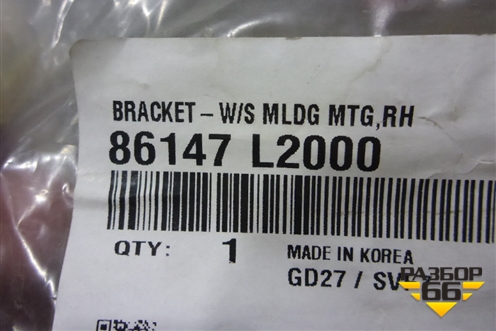 BRACKET - W/S MLDG MTG,RH
86147 L2000
QTY: 1
MADE IN KOREA
GD27 / SV
РАЗБОР
66